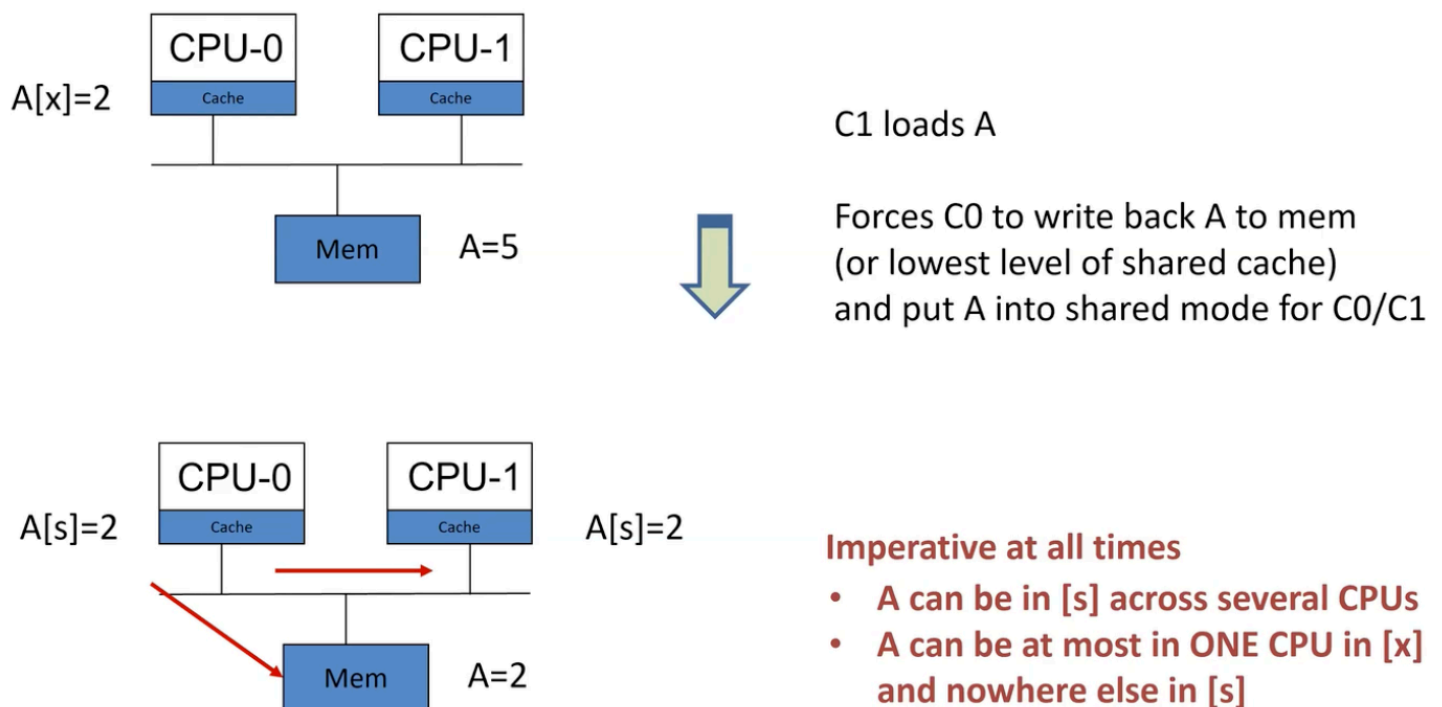 CPU-0
CPU-1
A[x]=2
Cache
Cache
Mem
A=5
C1 loads A
Forces C0 to write back A to mem
(or lowest level of shared cache)
and put A into shared mode for C0/C1
CPU-0
CPU-1
A[s]=2
Cache
Cache
A[s]=2
Mem
A=2
Imperative at all times
• A can be in [s] across several CPUs
• A can be at most in ONE CPU in [x]
and nowhere else in [s]